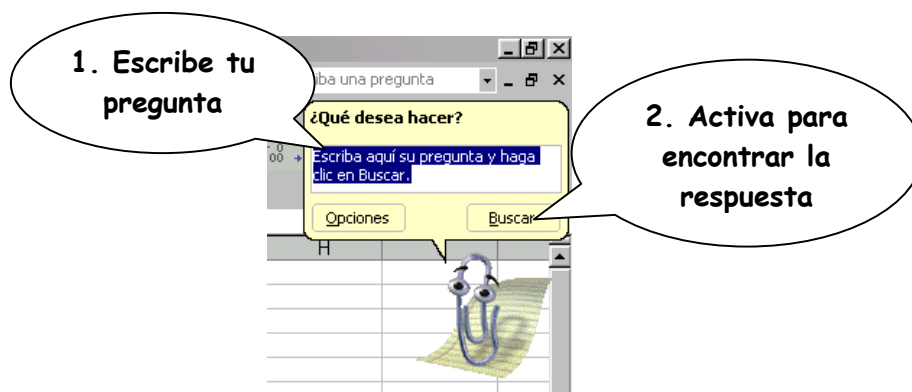 1. Escribe tu
pregunta
iba una pregunta
¿Qué desea hacer?
Escriba aquí su pregunta y haga
clic en Buscar.
Opciones
Buscar
2. Activa para
encontrar la
respuesta
H